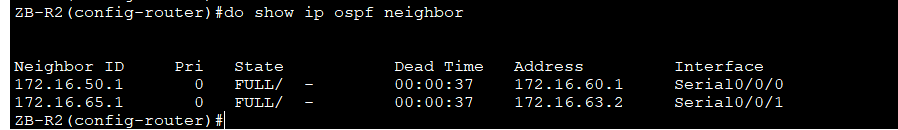 ZB-R2(config-router)#do show ip ospf neighbor
Neighbor ID     Pri   State           Dead Time   Address         Interface
172.16.50.1       0   FULL/  -        00:00:37    172.16.60.1     Serial0/0/0
172.16.65.1       0   FULL/  -        00:00:37    172.16.63.2     Serial0/0/1
ZB-R2(config-router)#